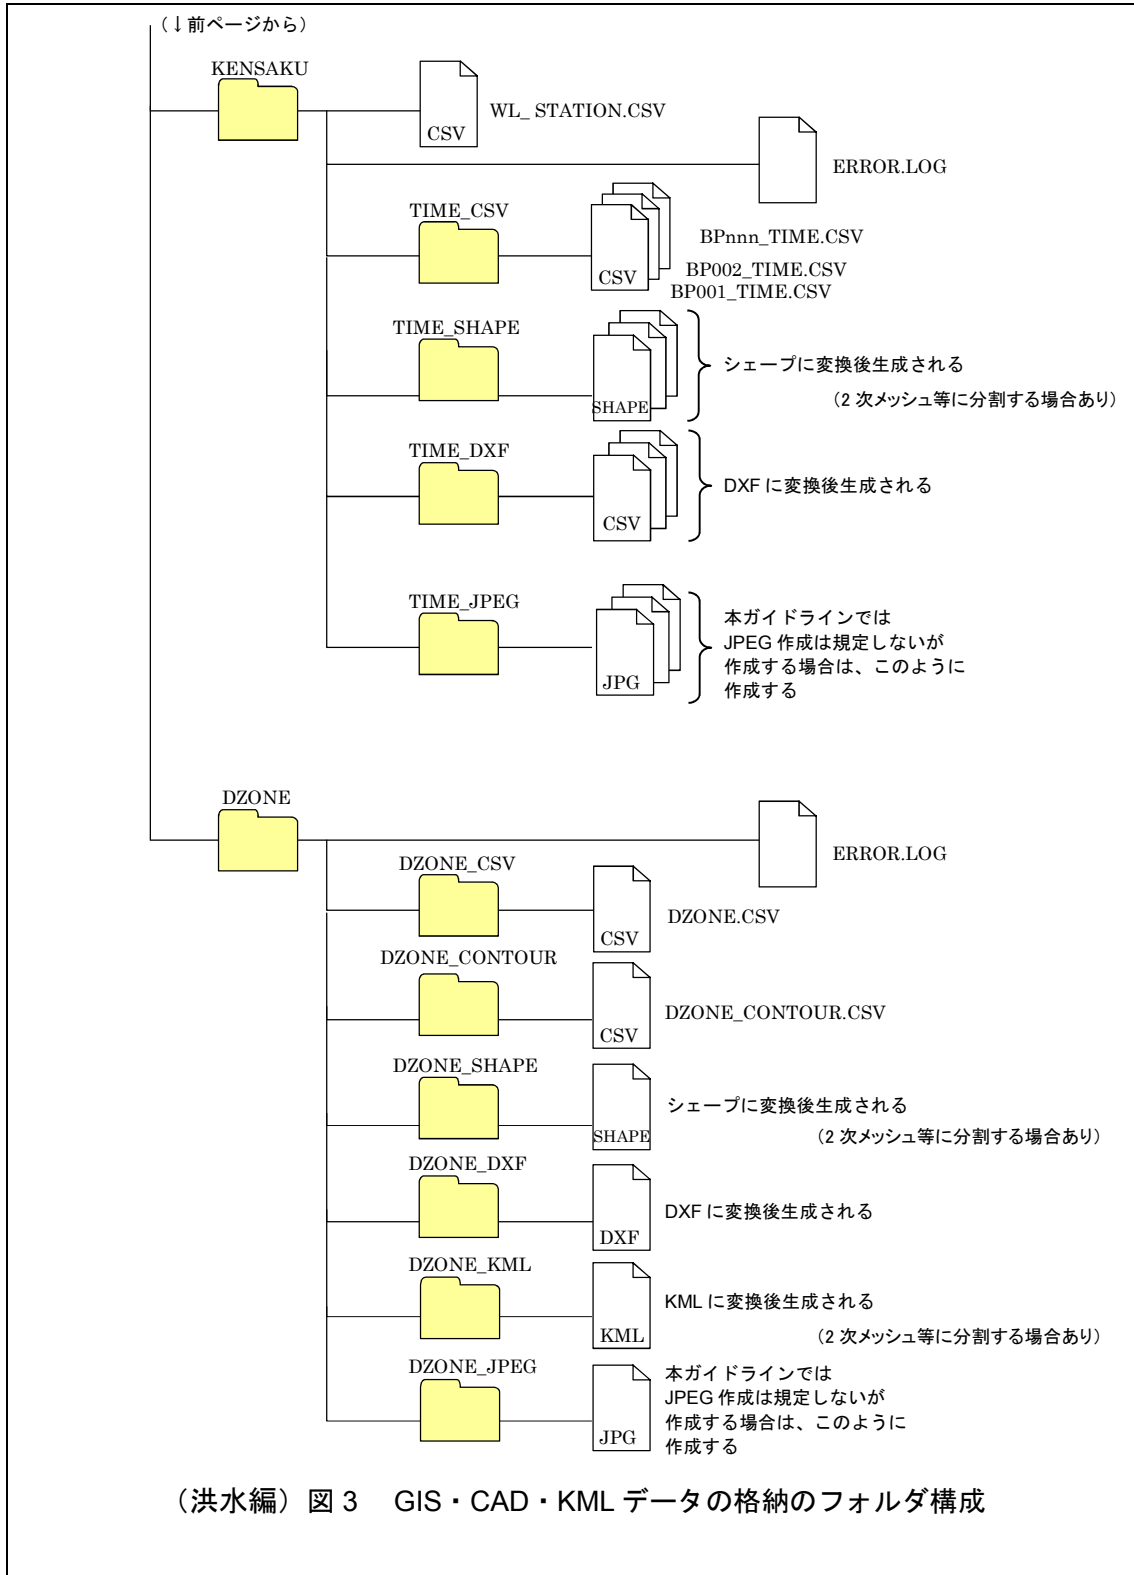 （↓前ページから）
KENSAKU
WL_ STATION.CSV
CSV
ERROR.LOG
TIME_CSV
BPnnn_TIME.CSV
BP002_TIME.CSV
BP001_TIME.CSV
CSV
TIME_SHAPE
シェープに変換後生成される
（2 次メッシュ等に分割する場合あり）
SHAPE
TIME_DXF
DXF に変換後生成される
CSV
TIME_JPEG
本ガイドラインでは
JPEG 作成は規定しないが
作成する場合は、このように
作成する
JPG
DZONE
ERROR.LOG
DZONE_CSV
DZONE.CSV
CSV
DZONE_CONTOUR
DZONE_CONTOUR.CSV
CSV
DZONE_SHAPE
シェープに変換後生成される
（2 次メッシュ等に分割する場合あり）
SHAPE
DZONE_DXF
DXF に変換後生成される
DXF
DZONE_KML
KML に変換後生成される
（2 次メッシュ等に分割する場合あり）
KML
DZONE_JPEG
本ガイドラインでは
JPEG 作成は規定しないが
作成する場合は、このように
作成する
JPG
（洪水編）図 3　GIS・CAD・KML データの格納のフォルダ構成